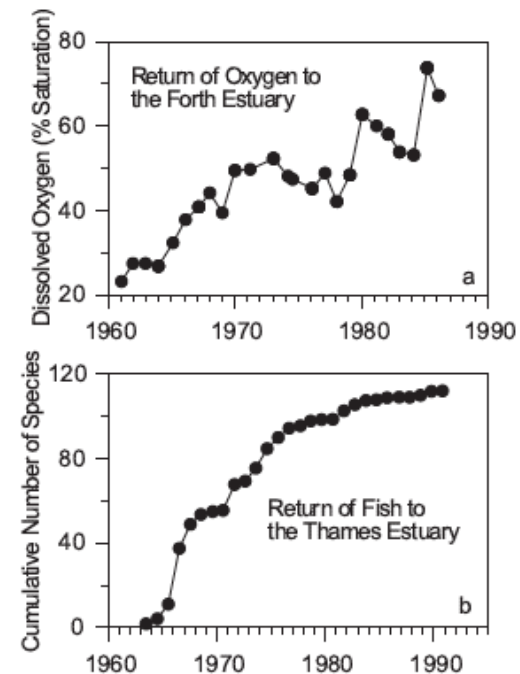 Dissolved Oxygen (% Saturation)
80
60
40
20
Return of Oxygen to
the Forth Estuary
a
1960 1970 1980 1990
Cumulative Number of Species
120
80
40
0
Return of Fish to
the Thames Estuary
b
1960 1970 1980 1990